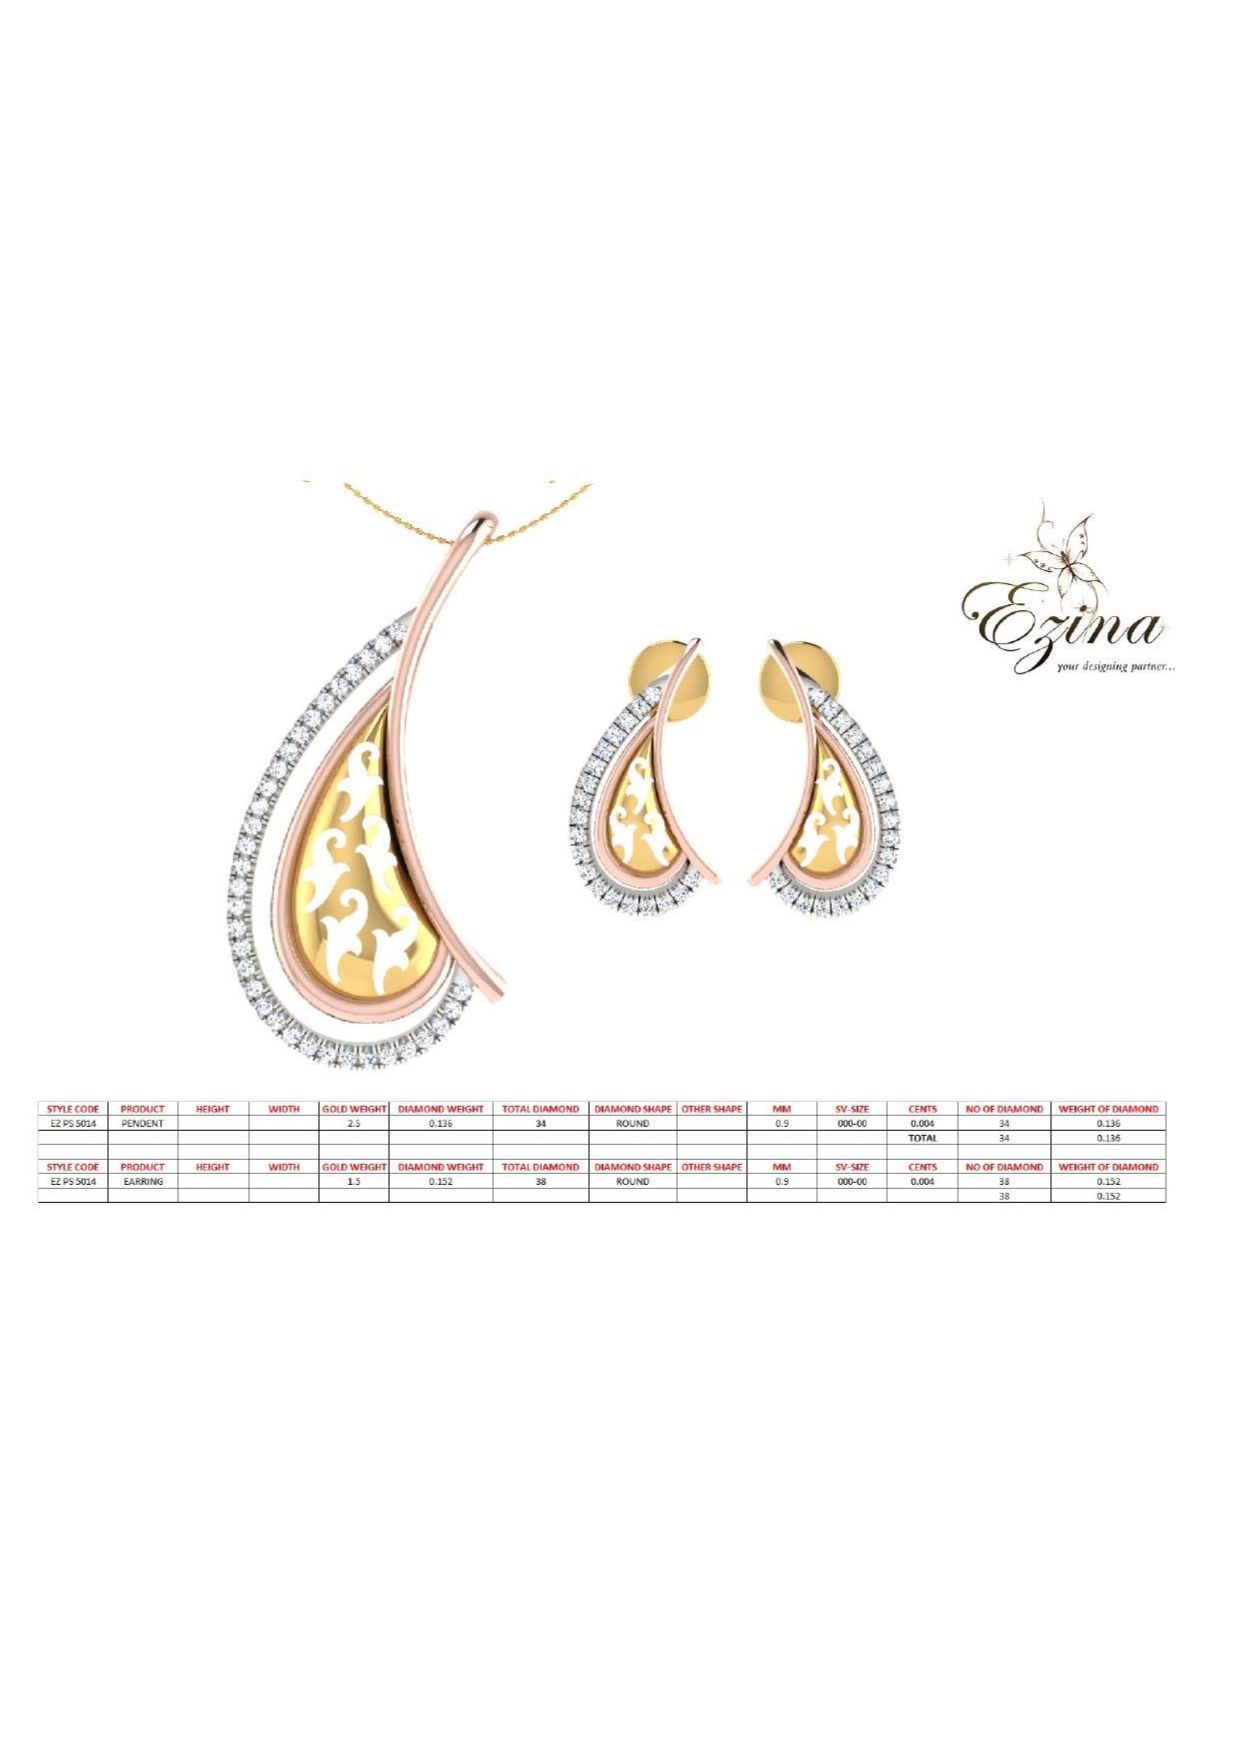 Ezina
your designing partner...
STYLE CODE PRODUCT HEIGHT WIDTH GOLD WEIGHT DIAMOND WEIGHT TOTAL DIAMOND DIAMOND SHAPE OTHER SHAPE MM SV-SIZE CENTS NO OF DIAMOND WEIGHT OF DIAMOND
EZ PS 5014 PENDENT 2.5 0.136 34 ROUND 0.9 000-00 0.004 34 0.136
TOTAL 34 0.136
STYLE CODE PRODUCT HEIGHT WIDTH GOLD WEIGHT DIAMOND WEIGHT TOTAL DIAMOND DIAMOND SHAPE OTHER SHAPE MM SV-SIZE CENTS NO OF DIAMOND WEIGHT OF DIAMOND
EZ PS 5014 EARRING 1.5 0.152 38 ROUND 0.9 000-00 0.004 38 0.152
38 0.152